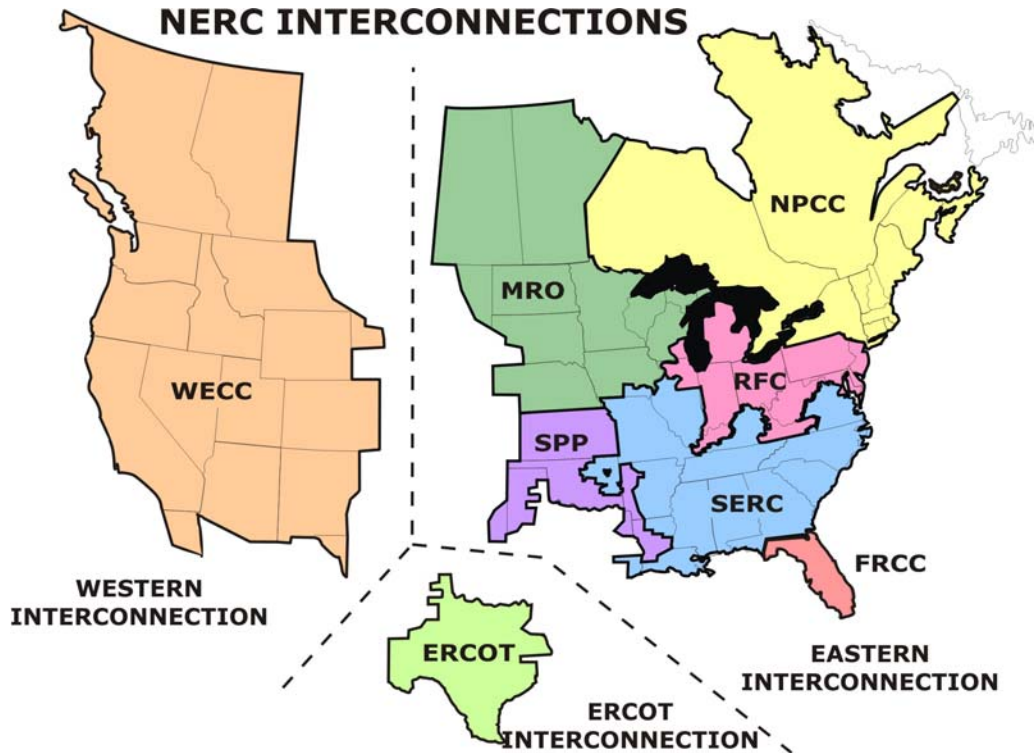 NERC INTERCONNECTIONS
NPCC
MRO
RFC
WECC
SPP
SERC
FRCC
WESTERN
INTERCONNECTION
ERCOT
EASTERN
INTERCONNECTION
ERCOT
INTERCONNECTION